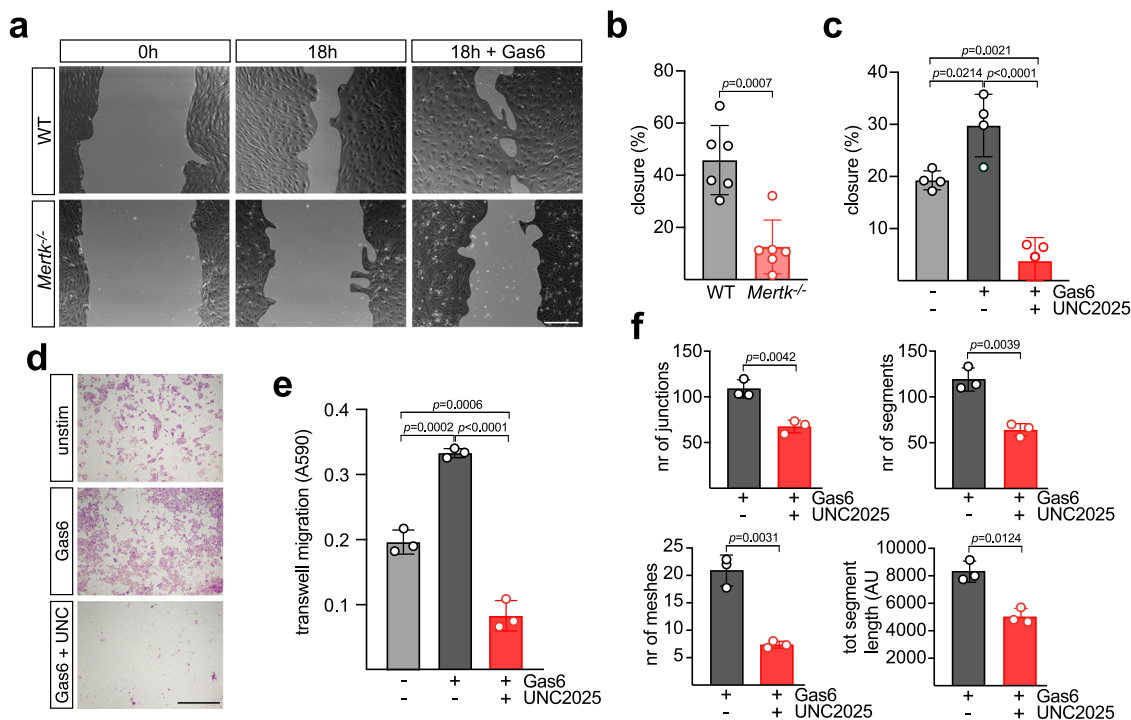 a
0h
18h
18h + Gas6
WT
Mertk-/-
b
closure (%)
80
60
40
20
p=0.0007
WT
Mertk-/-
c
closure (%)
40
30
20
10
p=0.0021
p=0.0214
p<0.0001
- + + Gas6
- - + UNC2025
d
unstim
Gas6
Gas6 + UNC
e
transwell migration (A590)
0.4
0.3
0.2
0.1
p=0.0006
p=0.0002
p<0.0001
- + + Gas6
- - + UNC2025
f
nr of junctions
150
100
50
p=0.0042
+ + Gas6
- + UNC2025
nr of segments
150
100
50
p=0.0039
+ + Gas6
- + UNC2025
nr of meshes
25
20
15
10
5
p=0.0031
+ + Gas6
- + UNC2025
tot segment
length (AU
10000
8000
6000
4000
2000
p=0.0124
+ + Gas6
- + UNC2025